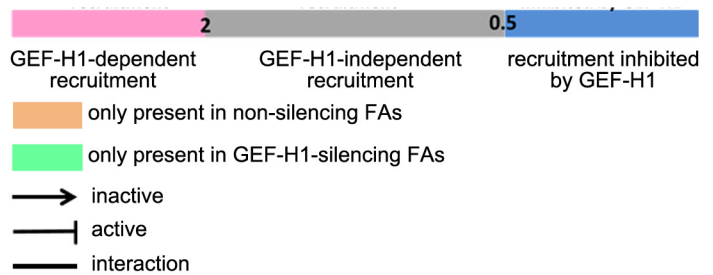 2 0.5
GEF-H1-dependent recruitment
GEF-H1-independent recruitment
recruitment inhibited by GEF-H1
only present in non-silencing FAs
only present in GEF-H1-silencing FAs
inactive
active
interaction